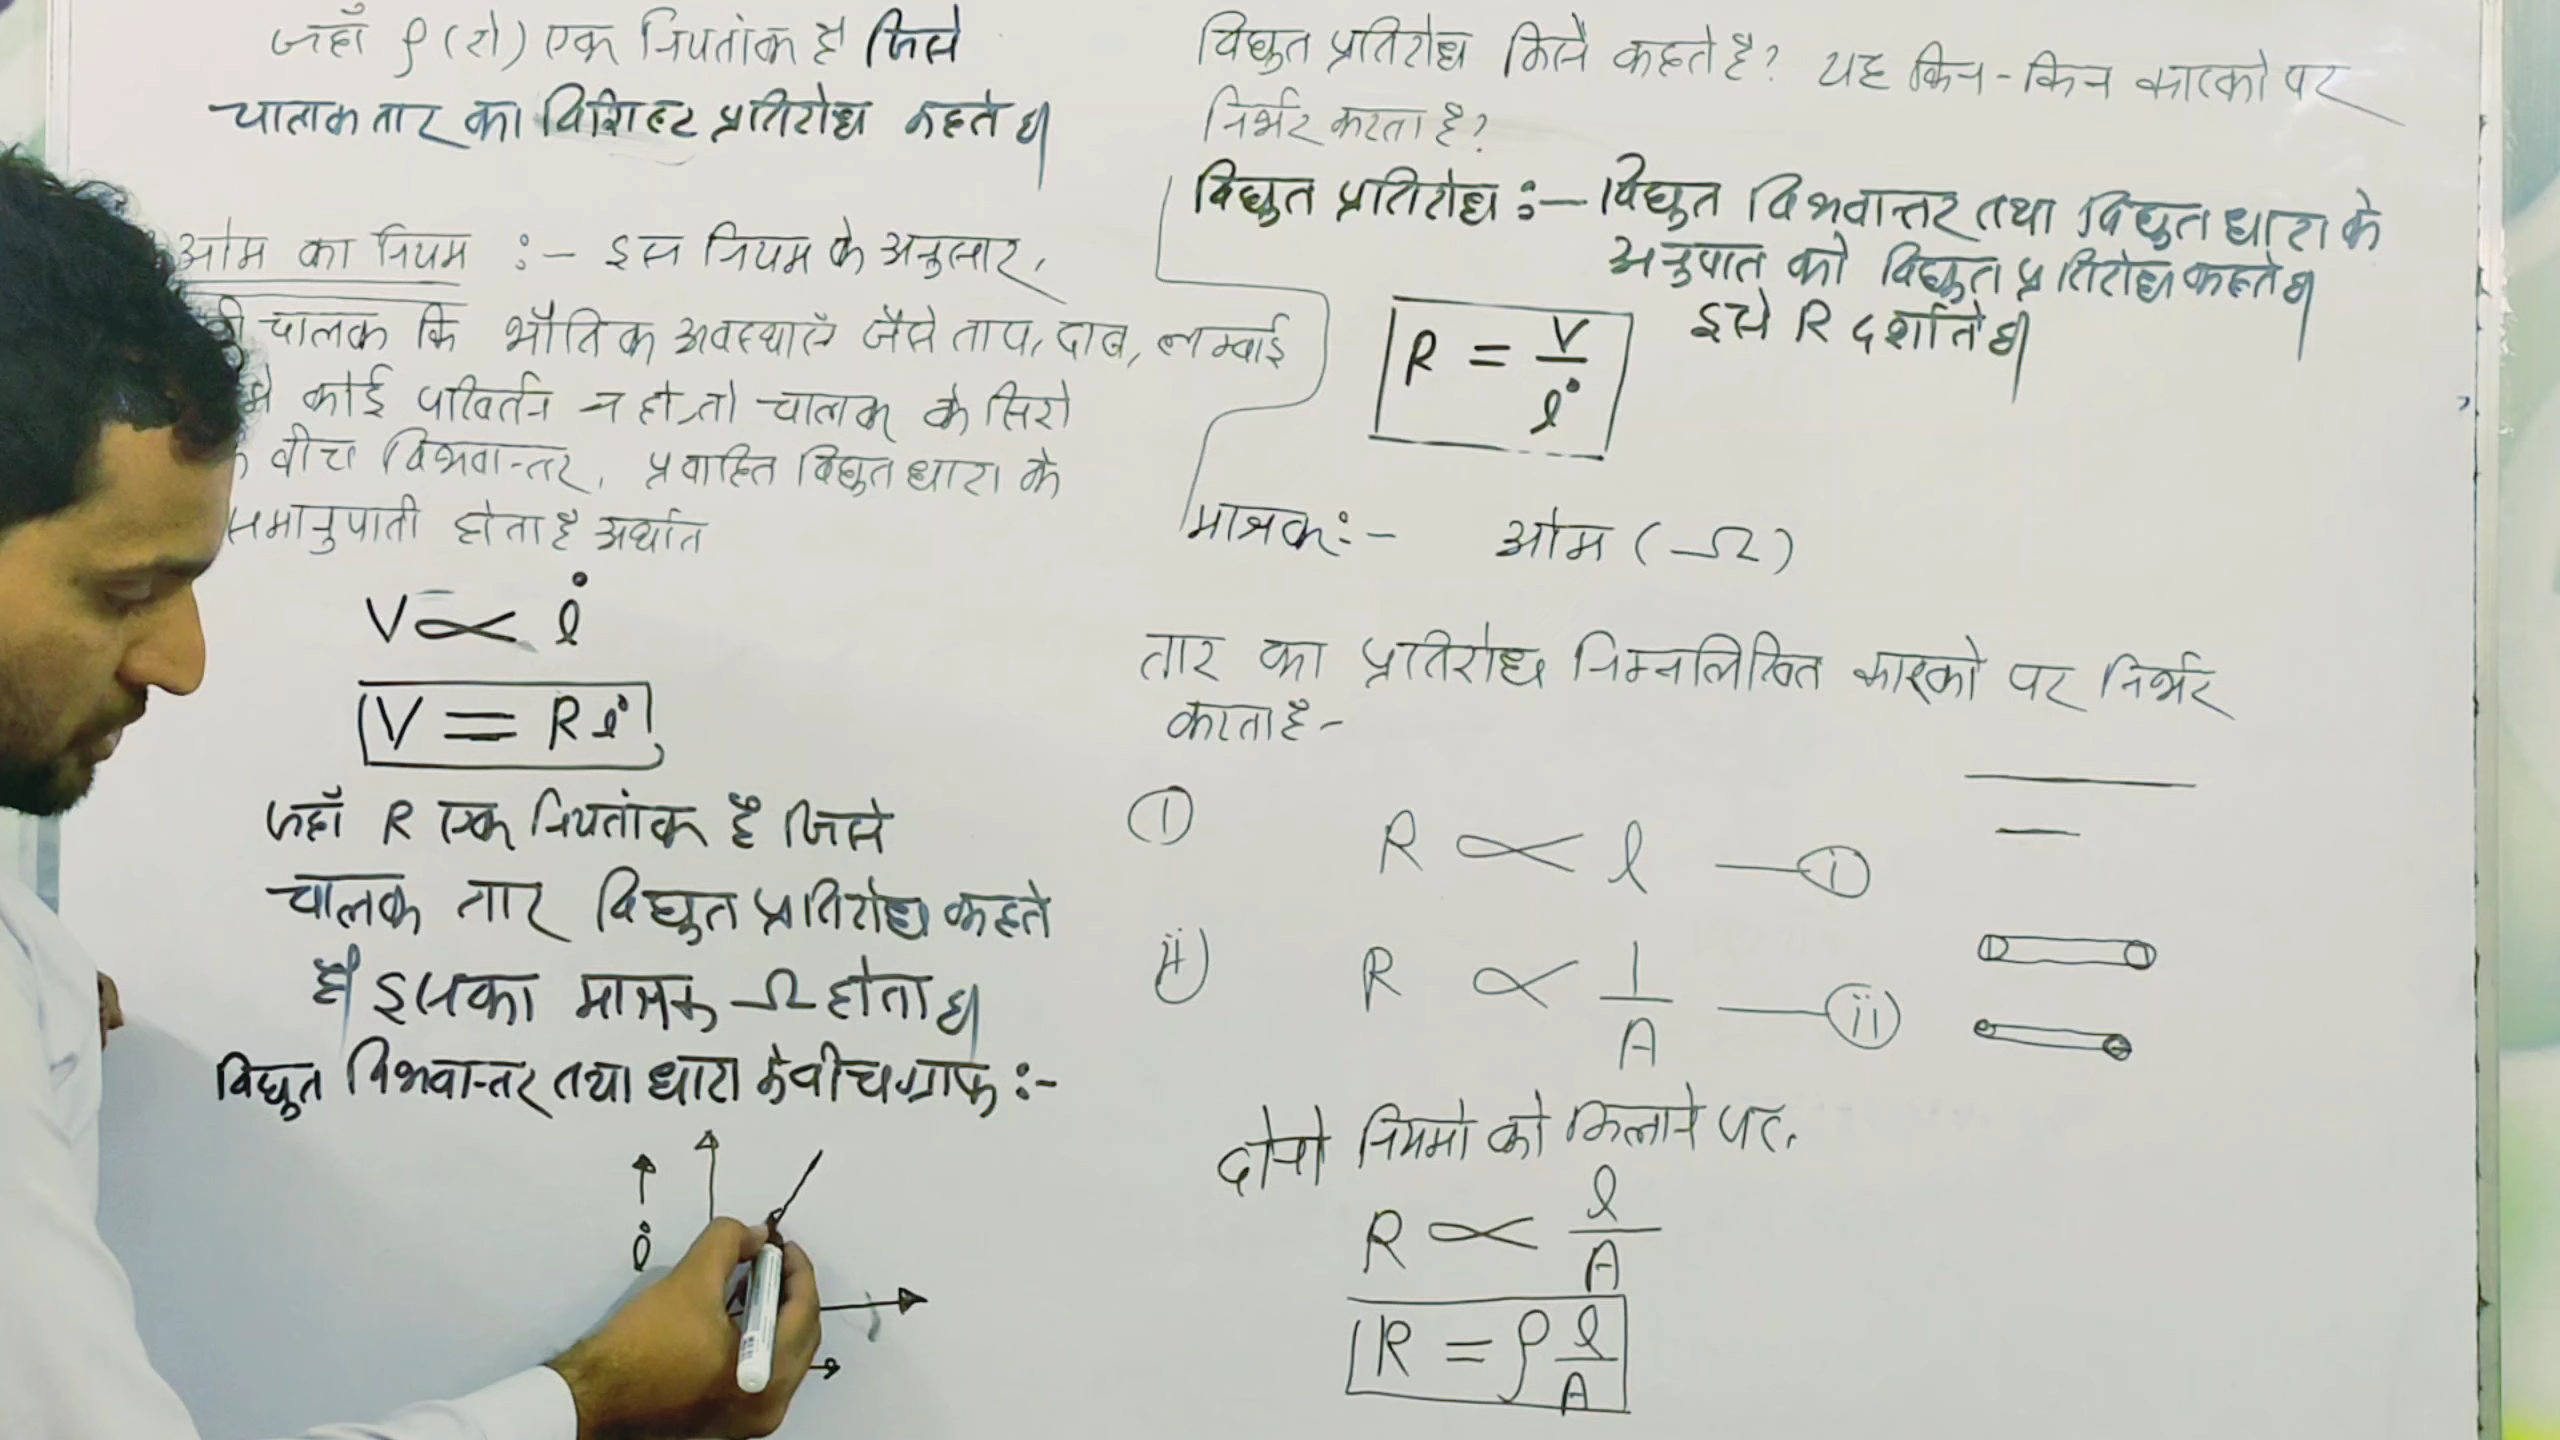 विद्युत प्रतिरोध किसे कहते है? यह किन-किन कारको पर
निर्भर करता है?
विद्युत प्रतिरोध :- विद्युत विभवान्तर तथा विद्युत धारा के
अनुपात को विद्युत प्रतिरोध कहते है।
इसे R दर्शाते है।
R = V/i
मात्रक :- ओम (Ω)
तार का प्रतिरोध निम्नलिखित कारको पर निर्भर
करता है -
(i) R ∝ l —(i)
ii) R ∝ 1/A —(ii)
दोनो नियमो को मिलाने पर,
R ∝ l/A
R = ρ l/A
जहाँ ρ (रो) एक नियतांक है जिसे
चालक तार का विशिष्ट प्रतिरोध कहते है।
ओम का नियम :- इस नियम के अनुसार,
चालक कि भौतिक अवस्थाएँ जैसे ताप, दाब, लम्बाई
मे कोई परिवर्तन न हो तो चालक के सिरो
के बीच विभवान्तर, प्रवाहित विद्युत धारा के
समानुपाती होता है अर्थात
V ∝ i
V = Ri
जहाँ R एक नियतांक है जिसे
चालक तार विद्युत प्रतिरोध कहते
है। इसका मात्रक Ω होता है।
विद्युत विभवान्तर तथा धारा के बीच ग्राफ :-
i